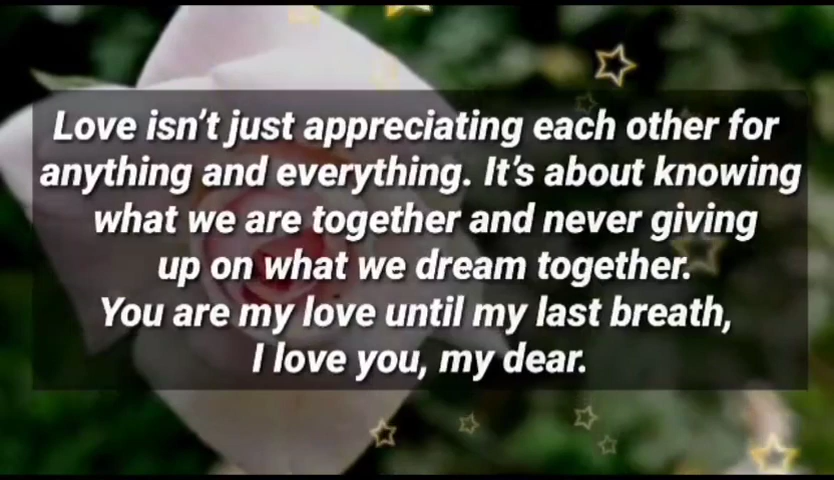 Love isn't just appreciating each other for
anything and everything. It's about knowing
what we are together and never giving
up on what we dream together.
You are my love until my last breath,
I love you, my dear.